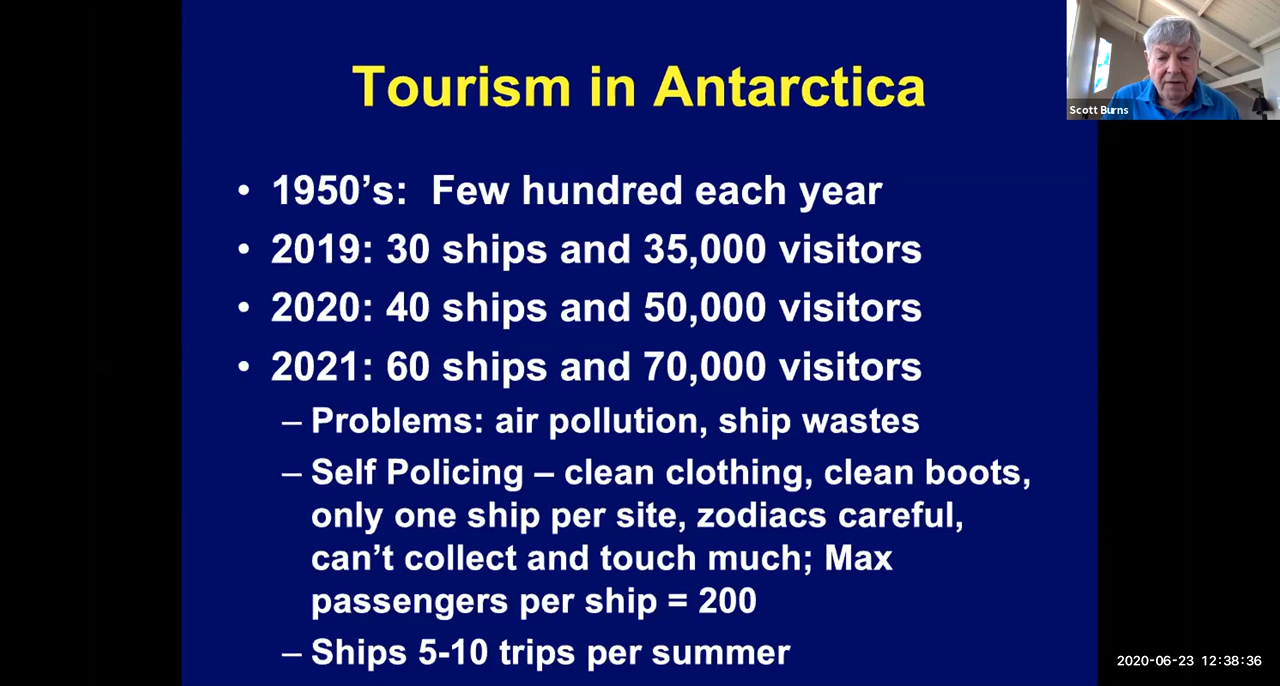 Tourism in Antarctica
Scott Burns
• 1950’s:  Few hundred each year
• 2019: 30 ships and 35,000 visitors
• 2020: 40 ships and 50,000 visitors
• 2021: 60 ships and 70,000 visitors
– Problems: air pollution, ship wastes
– Self Policing – clean clothing, clean boots,
only one ship per site, zodiacs careful,
can’t collect and touch much; Max
passengers per ship = 200
– Ships 5-10 trips per summer
2020-06-23 12:38:36